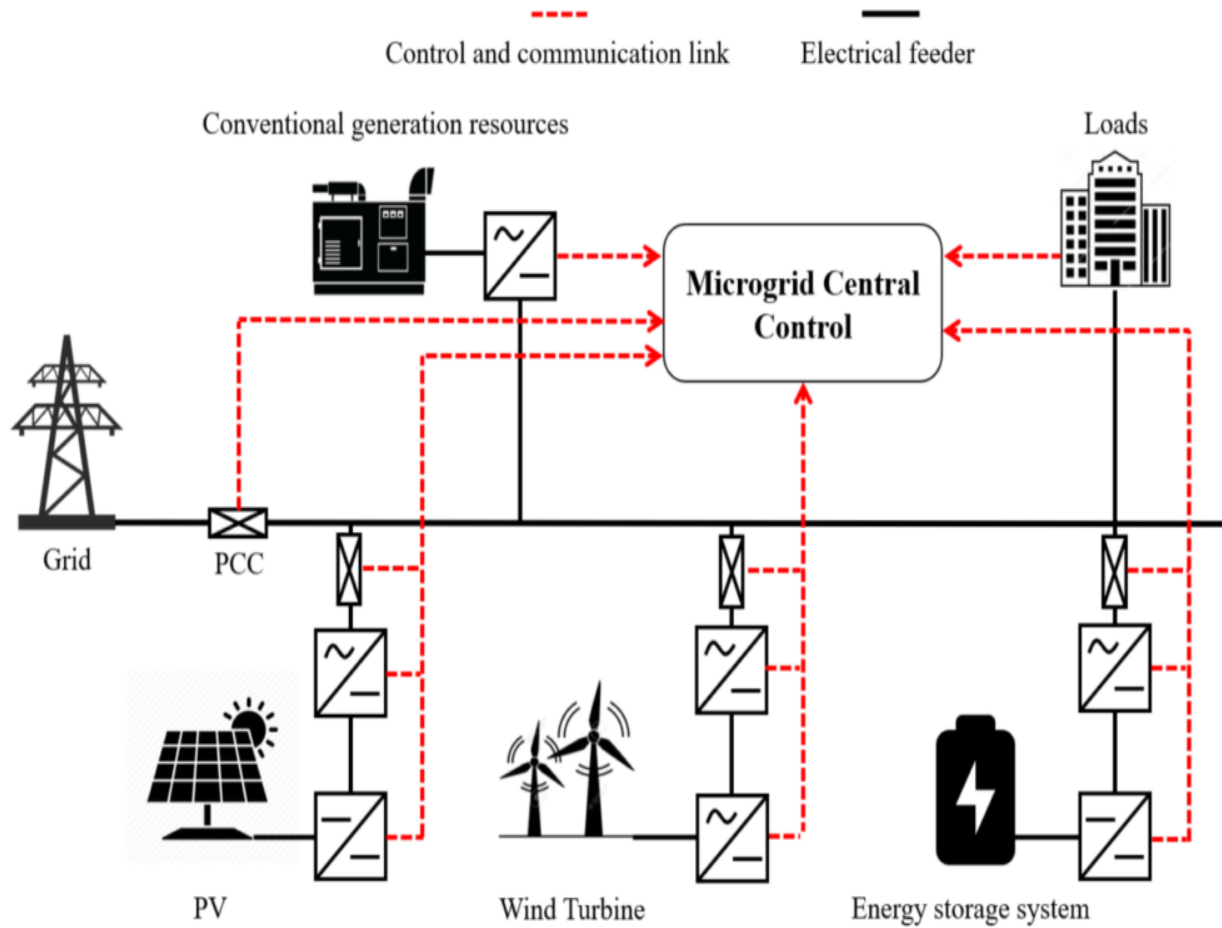 Control and communication link
Electrical feeder
Conventional generation resources
Loads
Microgrid Central
Control
Grid
PCC
PV
Wind Turbine
Energy storage system